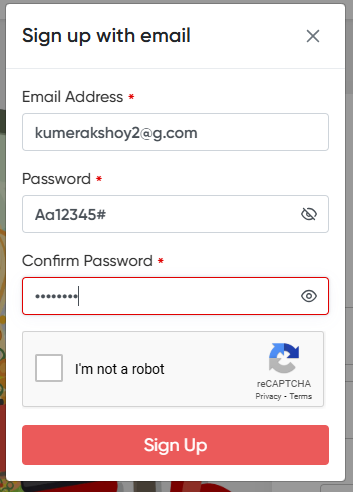 Sign up with email
Email Address *
kumerakshoy2@g.com
Password *
Aa12345#
Confirm Password *
••••••••
I'm not a robot
reCAPTCHA
Privacy - Terms
Sign Up